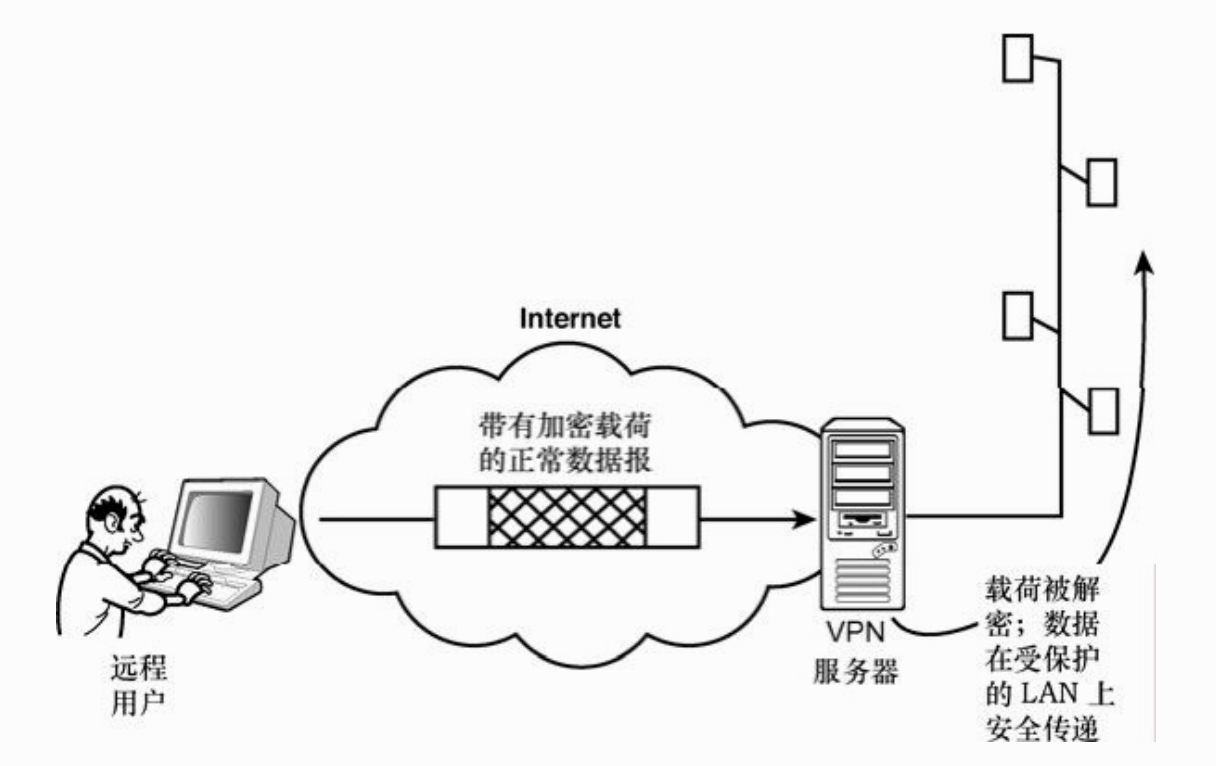 Internet
带有加密载荷
的正常数据报
远程
用户
VPN
服务器
载荷被解
密；数据
在受保护
的 LAN 上
安全传递